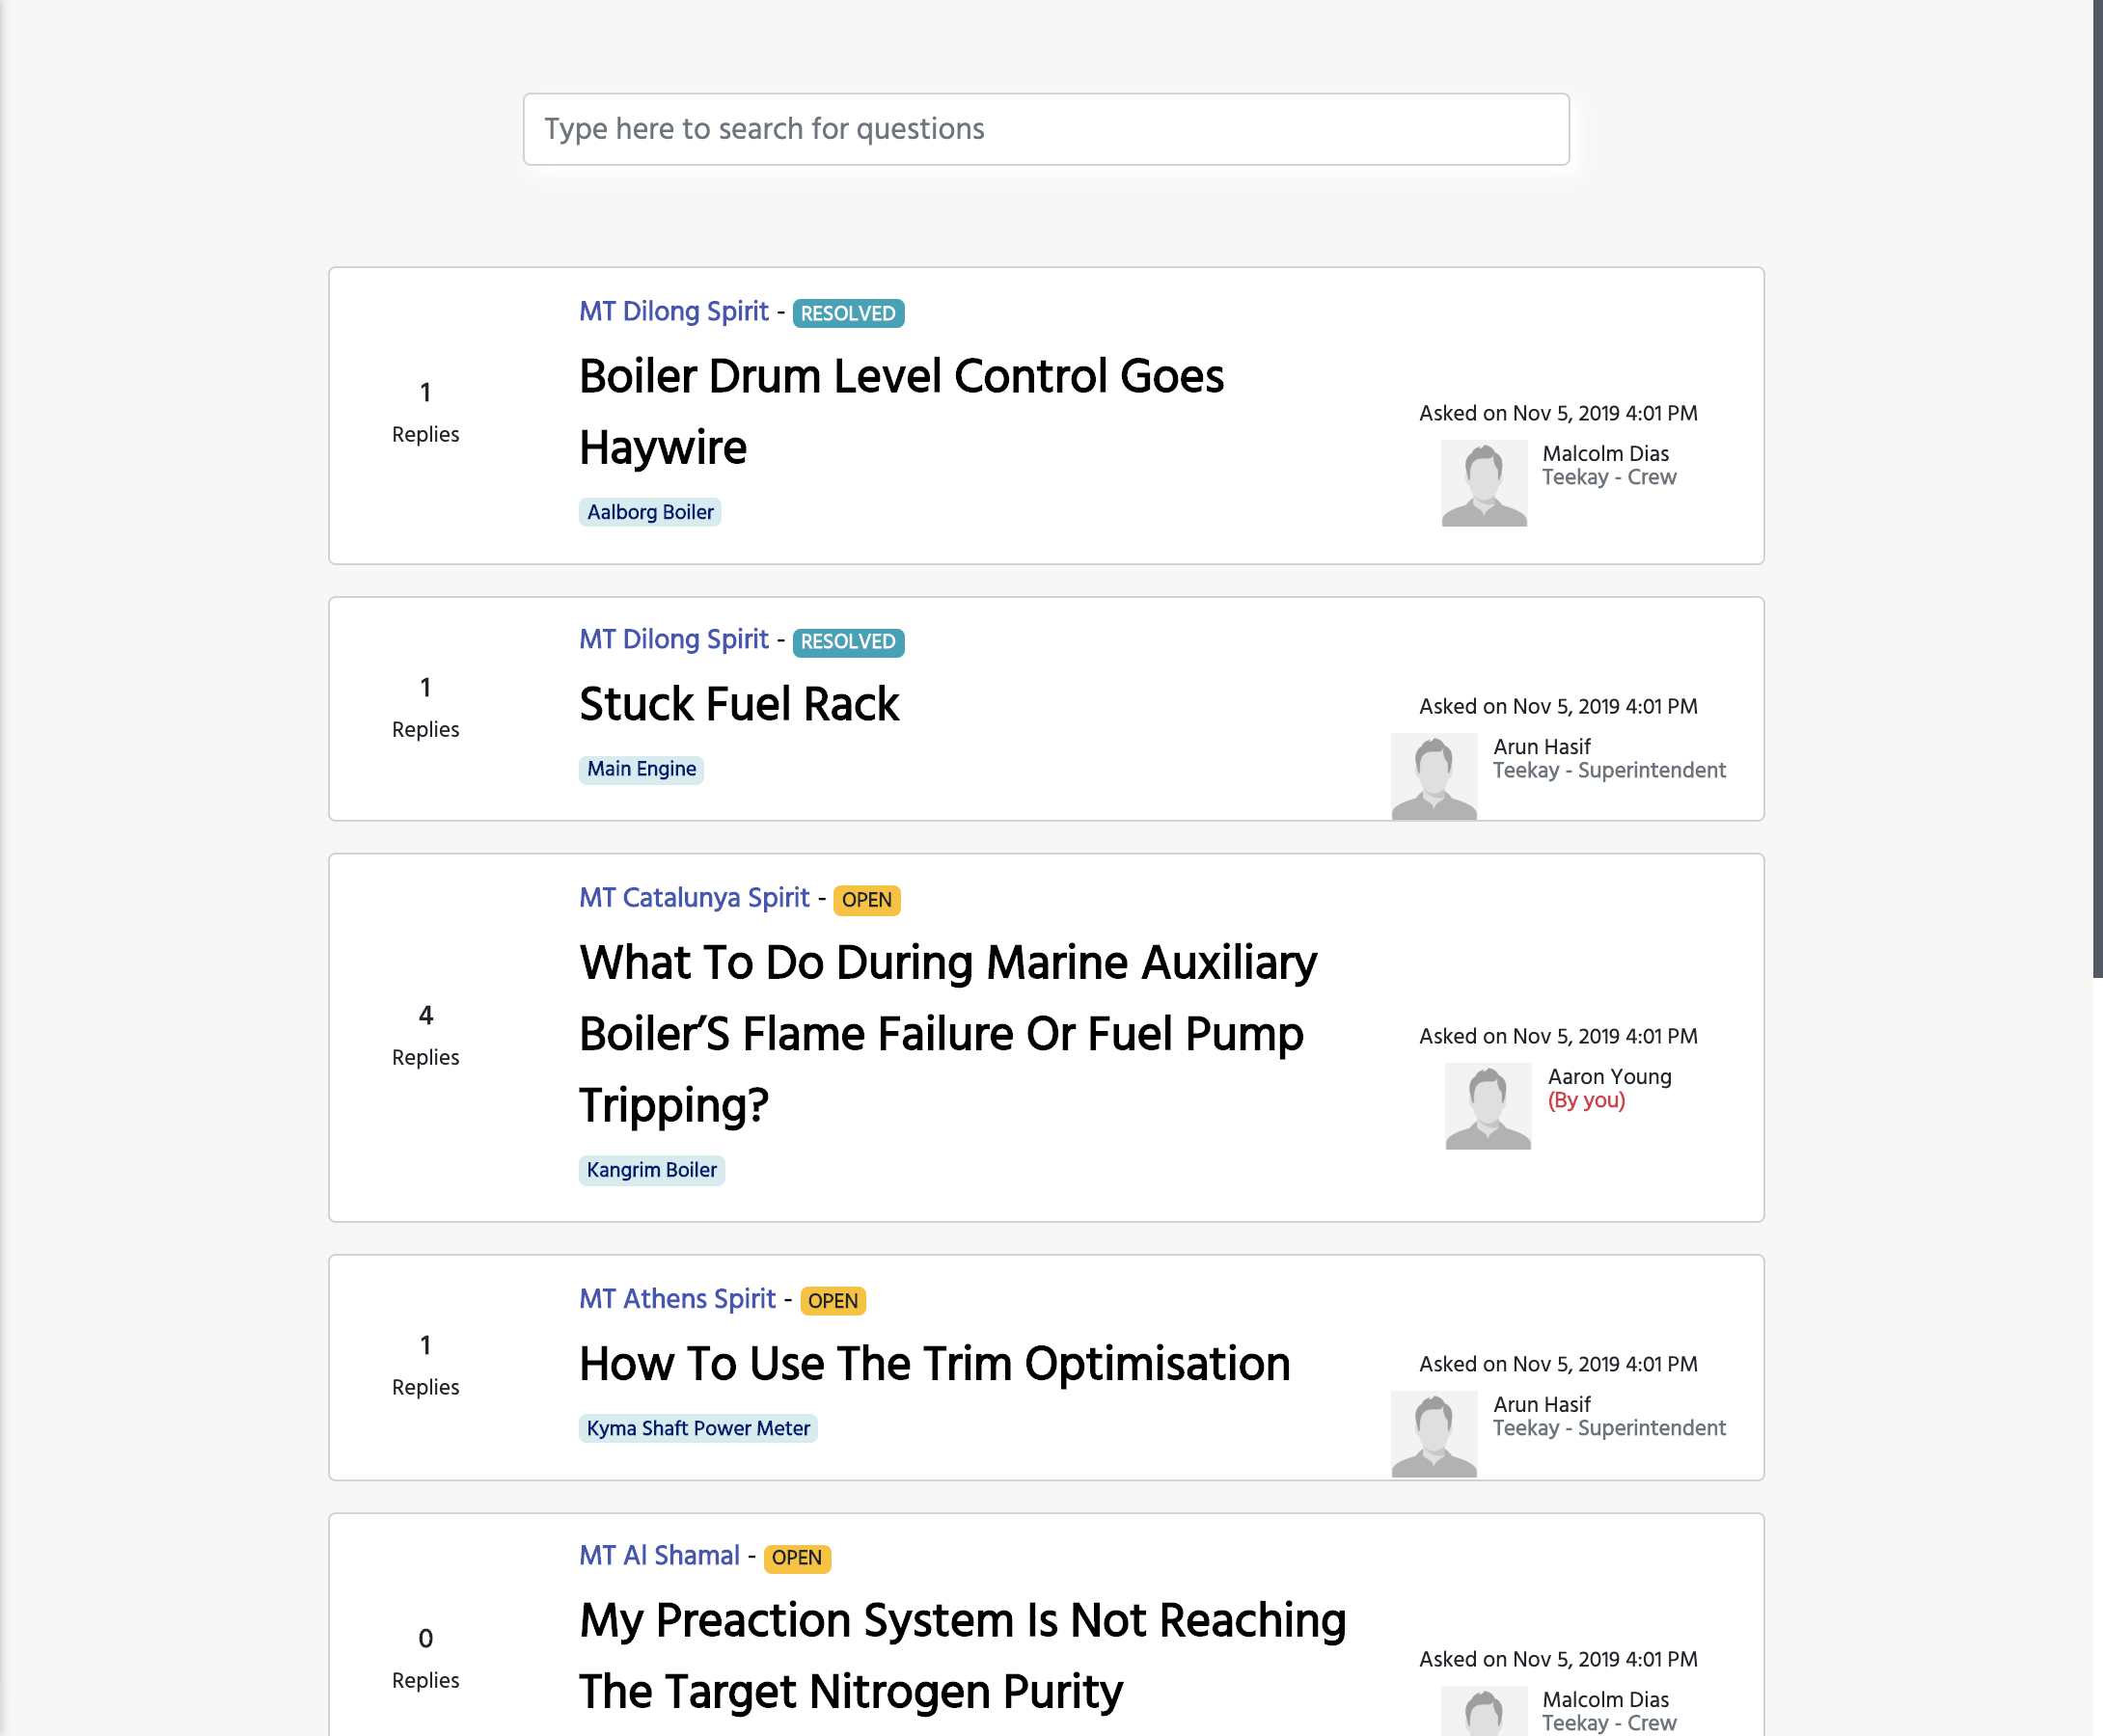 Type here to search for questions
MT Dilong Spirit - RESOLVED
Boiler Drum Level Control Goes
Haywire
Aalborg Boiler
1
Replies
Asked on Nov 5, 2019 4:01 PM
Malcolm Dias
Teekay - Crew
MT Dilong Spirit - RESOLVED
Stuck Fuel Rack
Main Engine
1
Replies
Asked on Nov 5, 2019 4:01 PM
Arun Hasif
Teekay - Superintendent
MT Catalunya Spirit - OPEN
What To Do During Marine Auxiliary
Boiler’S Flame Failure Or Fuel Pump
Tripping?
Kangrim Boiler
4
Replies
Asked on Nov 5, 2019 4:01 PM
Aaron Young
(By you)
MT Athens Spirit - OPEN
How To Use The Trim Optimisation
Kyma Shaft Power Meter
1
Replies
Asked on Nov 5, 2019 4:01 PM
Arun Hasif
Teekay - Superintendent
MT Al Shamal - OPEN
My Preaction System Is Not Reaching
The Target Nitrogen Purity
0
Replies
Asked on Nov 5, 2019 4:01 PM
Malcolm Dias
Teekay - Crew